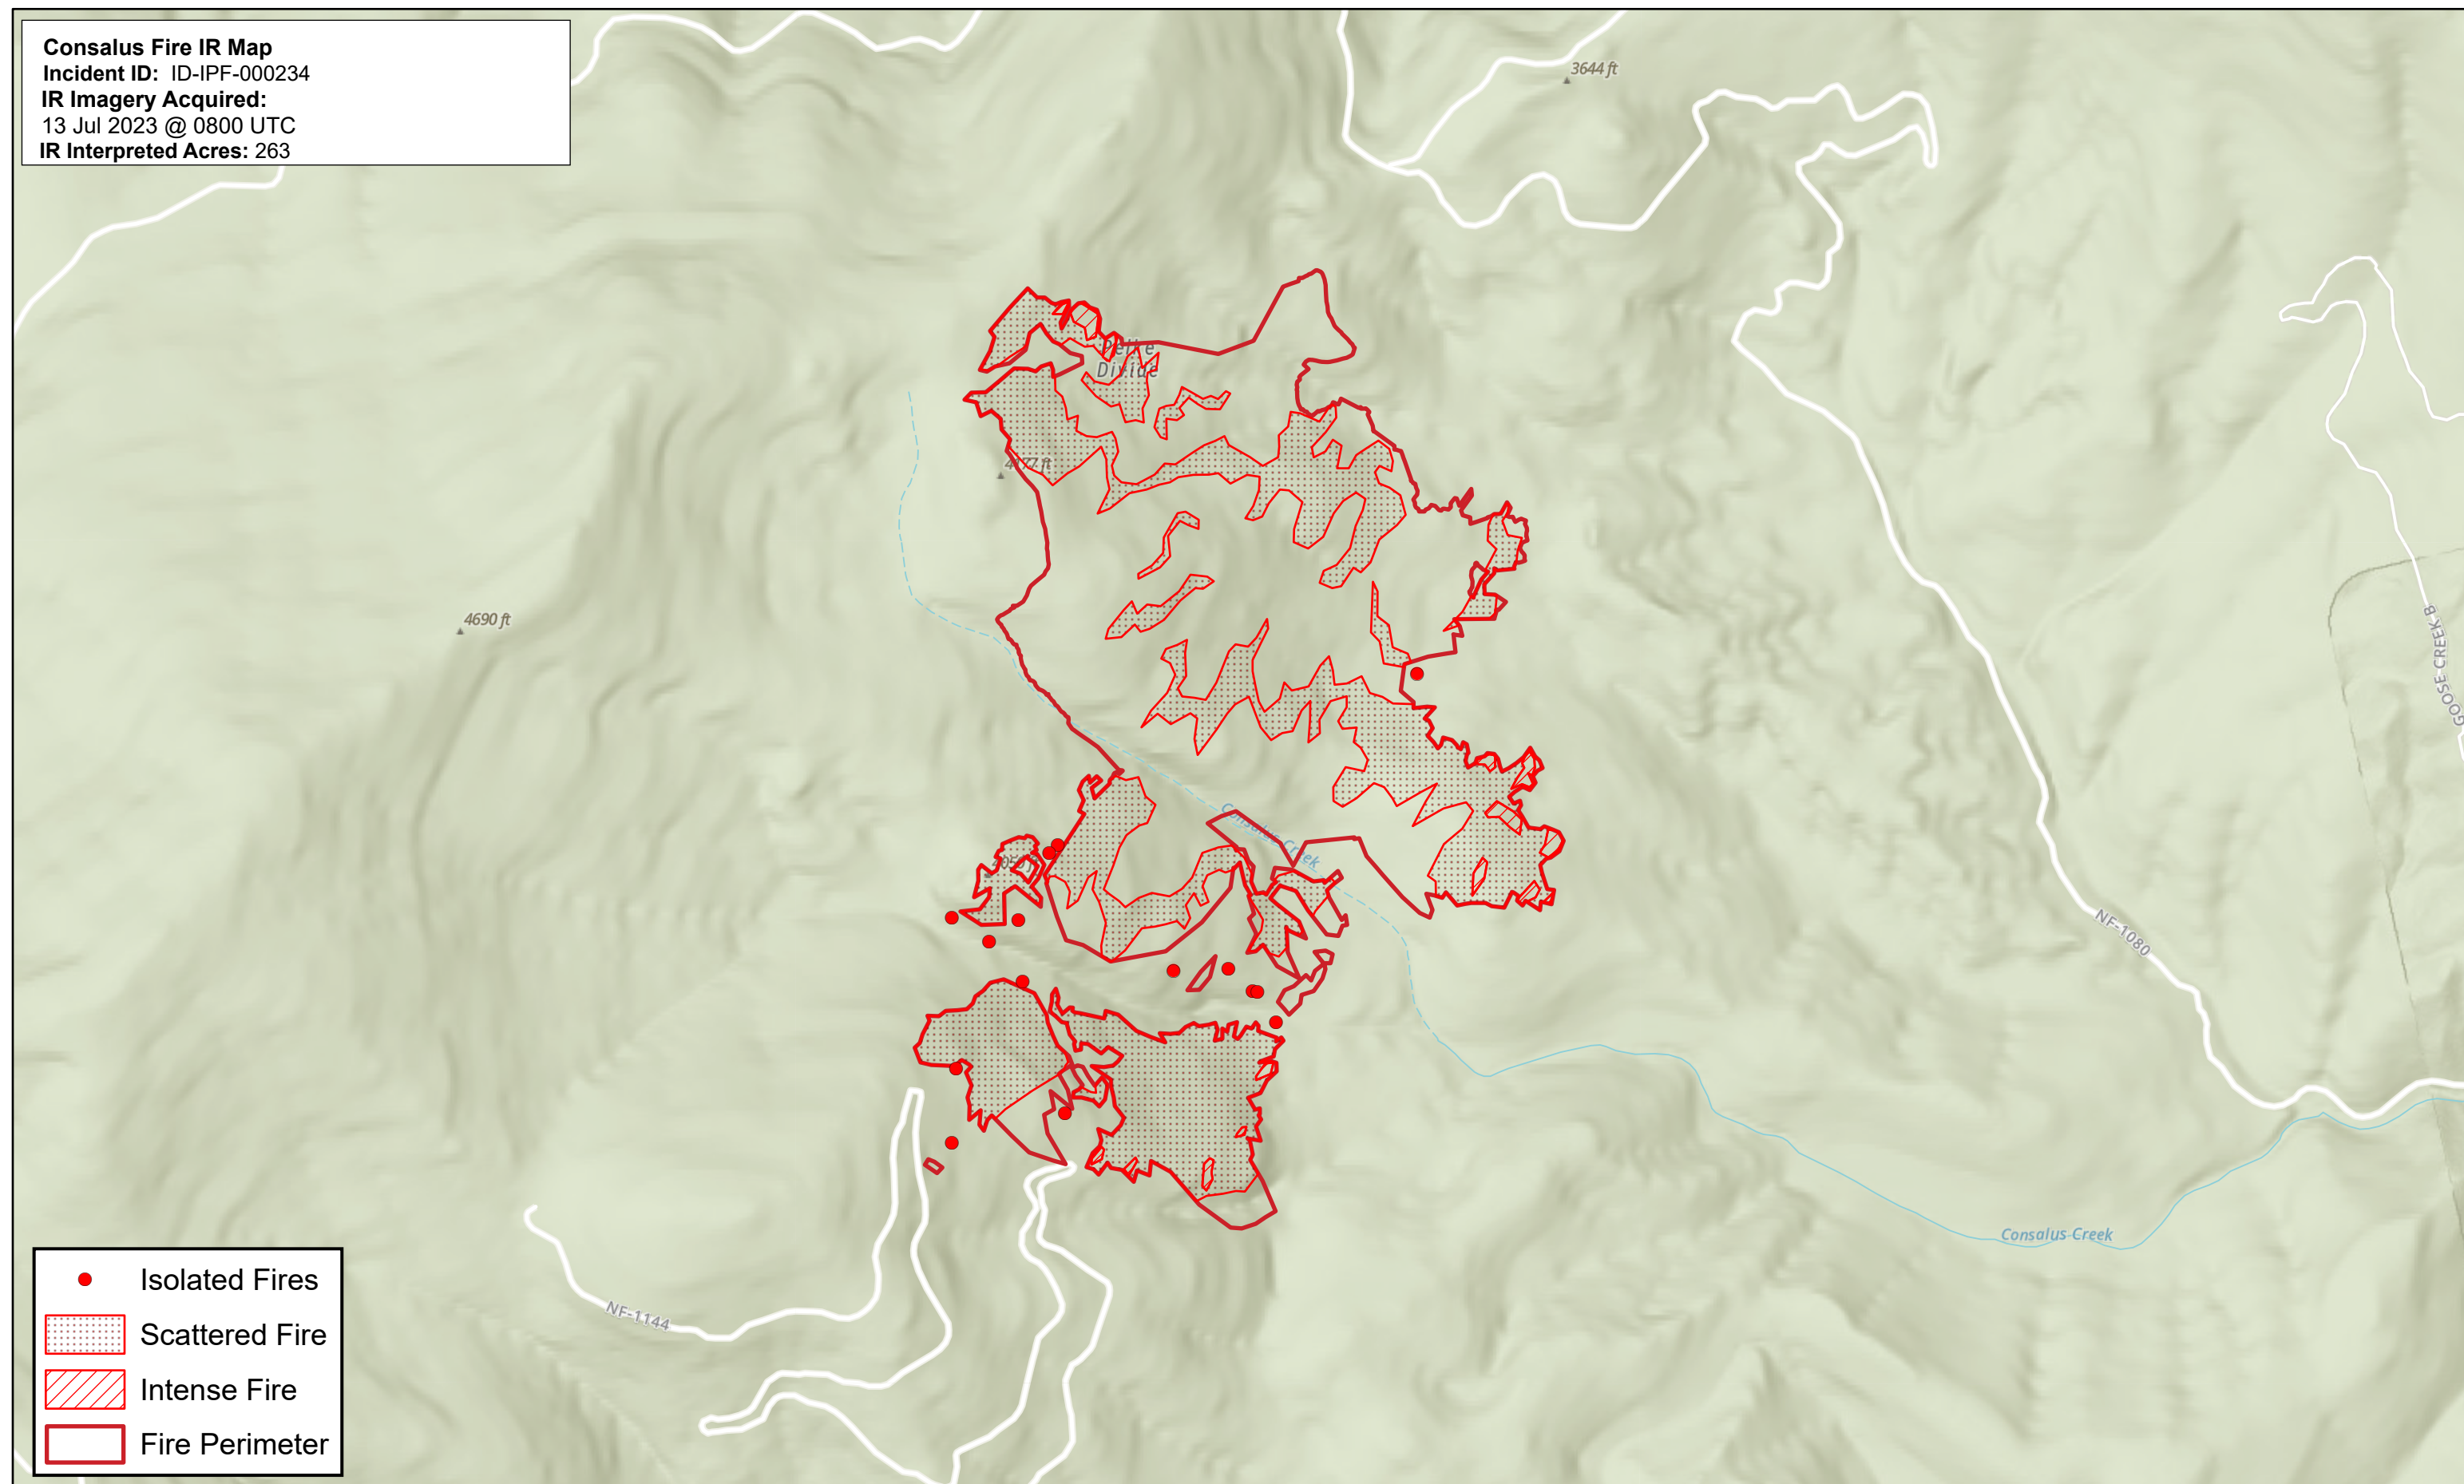 Consalus Fire IR Map
Incident ID: ID-IPF-000234
IR Imagery Acquired:
13 Jul 2023 @ 0800 UTC
IR Interpreted Acres: 263
3644 ft
Divide
4177 ft
4690 ft
GOOSE CREEK B
Consalus Creek
NF-1080
Consalus Creek
NF-1144
Isolated Fires
Scattered Fire
Intense Fire
Fire Perimeter